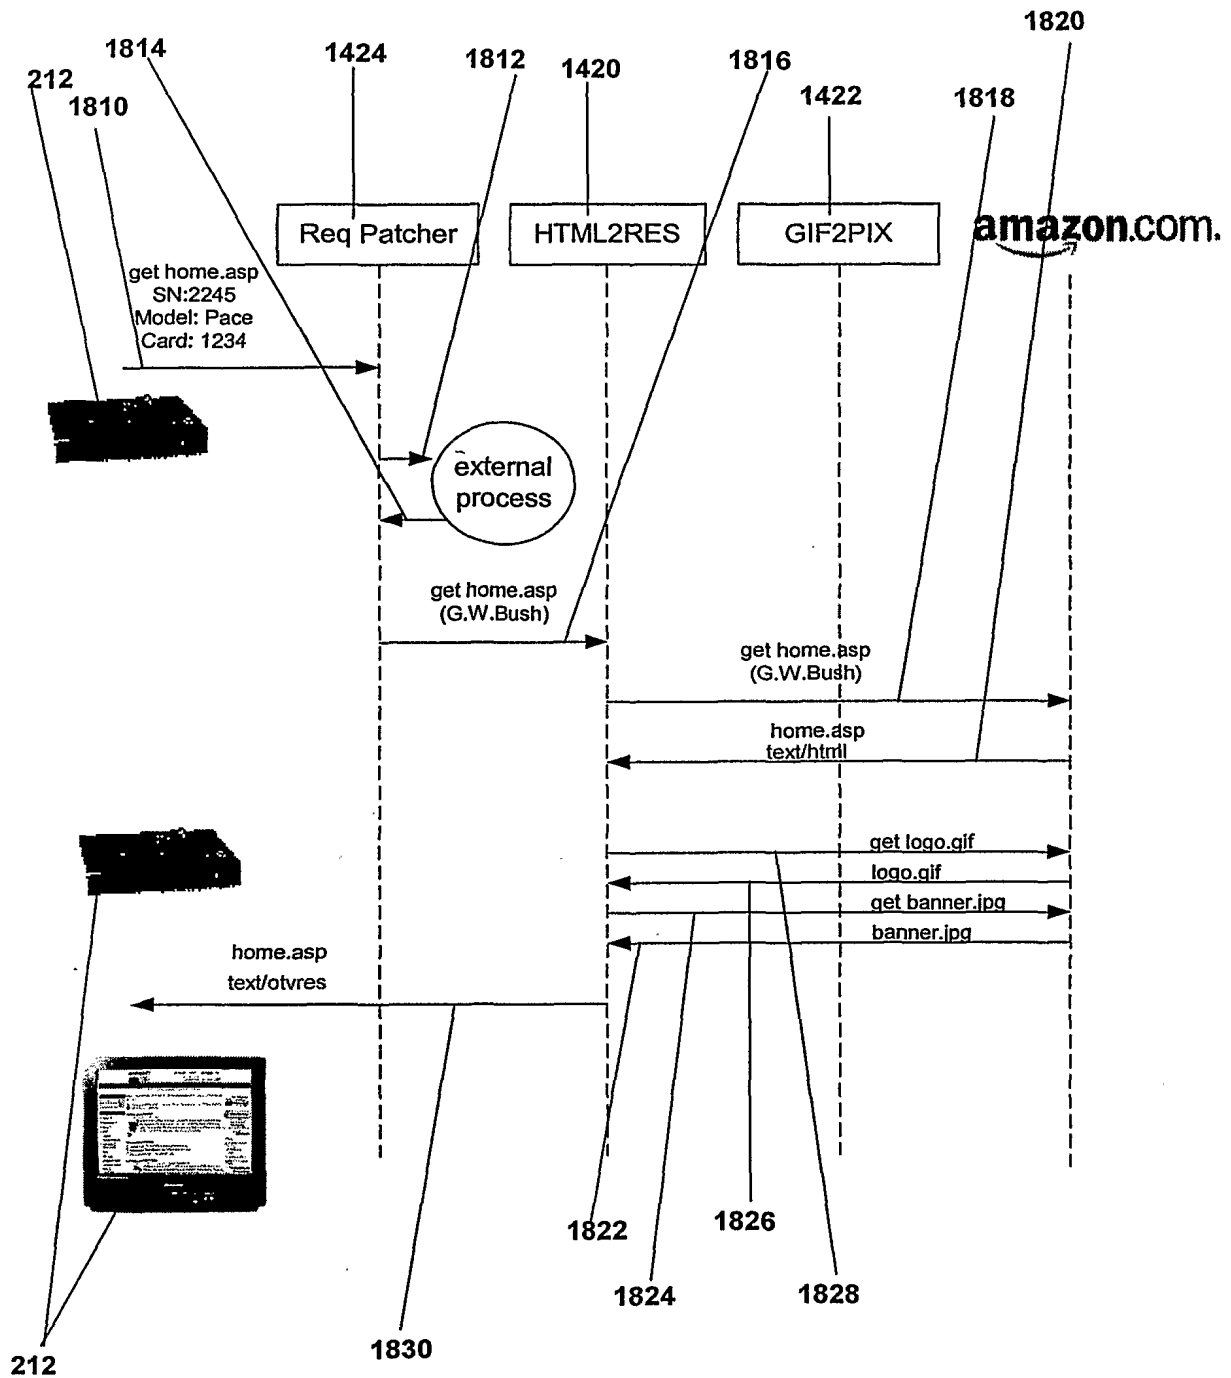 1820
1814
1424
1812
1420
1816
212
1810
1422
1818
Req Patcher
HTML2RES
GIF2PIX
amazon.com.
get home.asp
SN:2245
Model: Pace
Card: 1234
external
process
get home.asp
(G.W.Bush)
get home.asp
(G.W.Bush)
home.asp
text/html
get logo.gif
logo.gif
get banner.jpg
banner.jpg
home.asp
text/otvres
1822
1826
1824
1828
1830
212